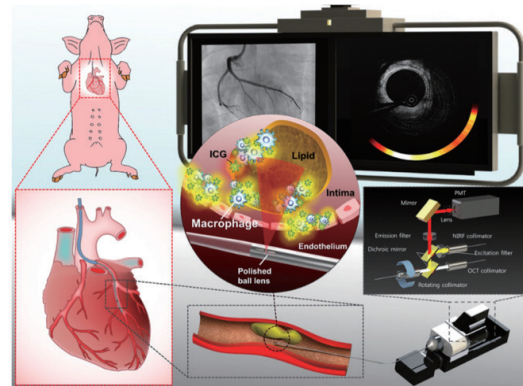 ICG
Lipid
Intima
Macrophage
Endothelium
Polished
ball lens
PMT
Mirror
Lens
Emission filter
NIRF collimator
Dichroic mirror
Excitation filter
OCT collimator
Rotating collimator